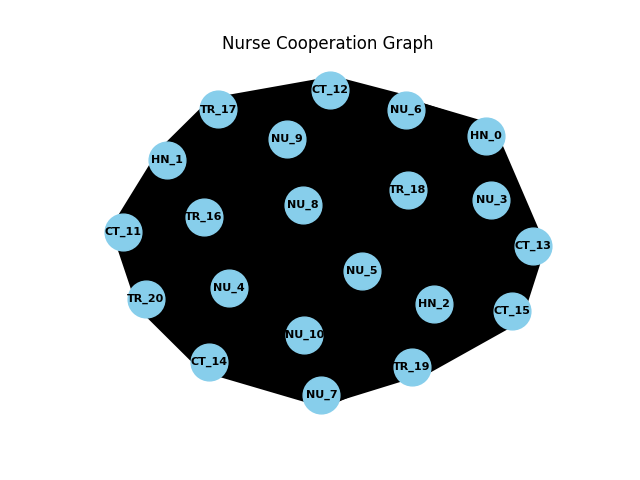 Nurse Cooperation Graph
CT_12
TR_17
NU_6
HN_0
NU_9
HN_1
TR_18
NU_3
NU_8
TR_16
CT_11
CT_13
NU_5
NU_4
TR_20
HN_2
CT_15
NU_10
CT_14
TR_19
NU_7